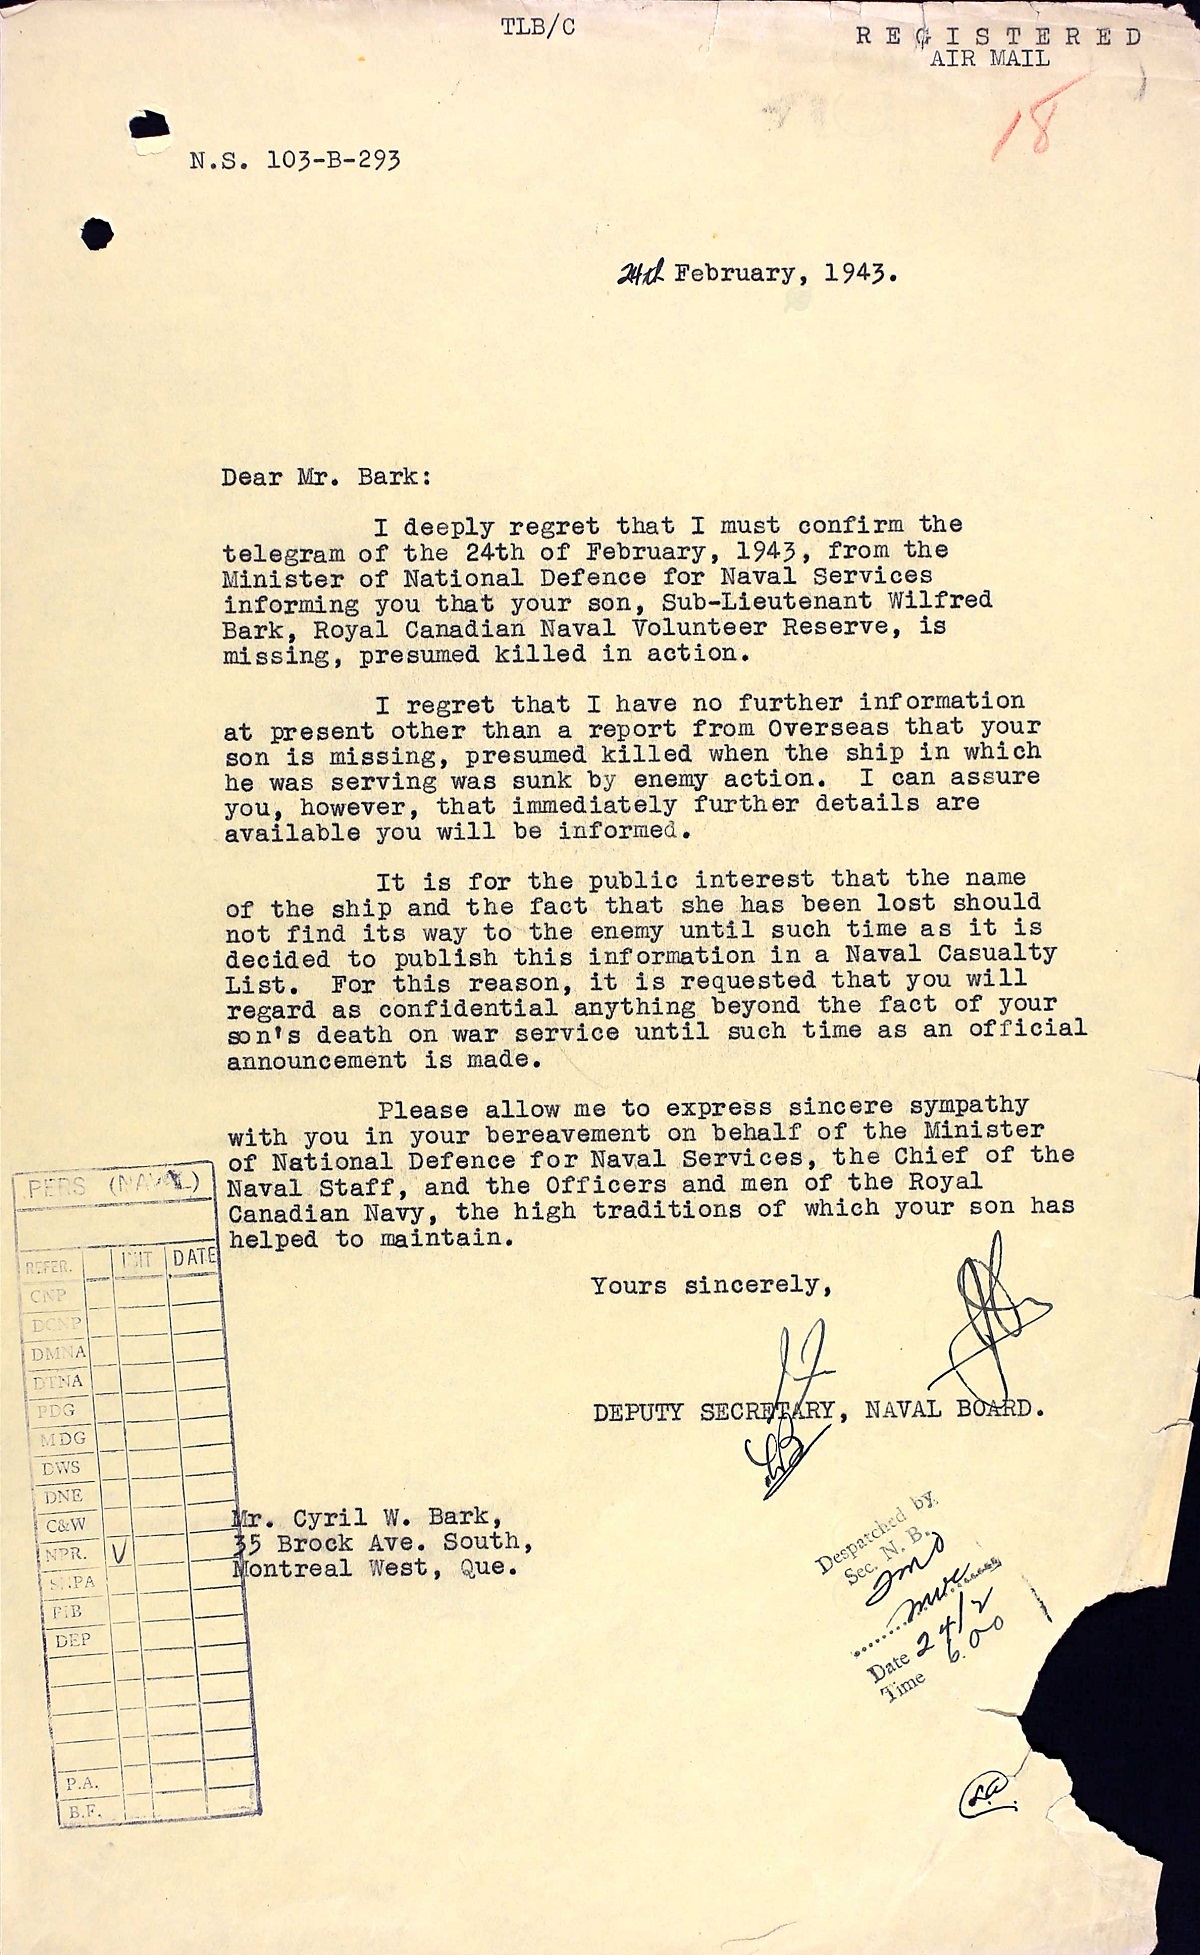 TLB/C
REGISTERED
AIR MAIL
18
N.S. 103-B-293
24th February, 1943.
Dear Mr. Bark:
I deeply regret that I must confirm the
telegram of the 24th of February, 1943, from the
Minister of National Defence for Naval Services
informing you that your son, Sub-Lieutenant Wilfred
Bark, Royal Canadian Naval Volunteer Reserve, is
missing, presumed killed in action.
I regret that I have no further information
at present other than a report from Overseas that your
son is missing, presumed killed when the ship in which
he was serving was sunk by enemy action. I can assure
you, however, that immediately further details are
available you will be informed.
It is for the public interest that the name
of the ship and the fact that she has been lost should
not find its way to the enemy until such time as it is
decided to publish this information in a Naval Casualty
List. For this reason, it is requested that you will
regard as confidential anything beyond the fact of your
son's death on war service until such time as an official
announcement is made.
Please allow me to express sincere sympathy
with you in your bereavement on behalf of the Minister
of National Defence for Naval Services, the Chief of the
Naval Staff, and the Officers and men of the Royal
Canadian Navy, the high traditions of which your son has
helped to maintain.
Yours sincerely,
DEPUTY SECRETARY, NAVAL BOARD.
Mr. Cyril W. Bark,
35 Brock Ave. South,
Montreal West, Que.
PERS (NAVAL)
REFER. INIT DATE
CNP
DCNP
DMNA
DTNA
PDG
MDG
DWS
DNE
C&W
NPR. V
SHPA
PIB
DEP
P.A.
B.F.
Despatched by
Sec. N. B.
Date 24/2
Time 6.00